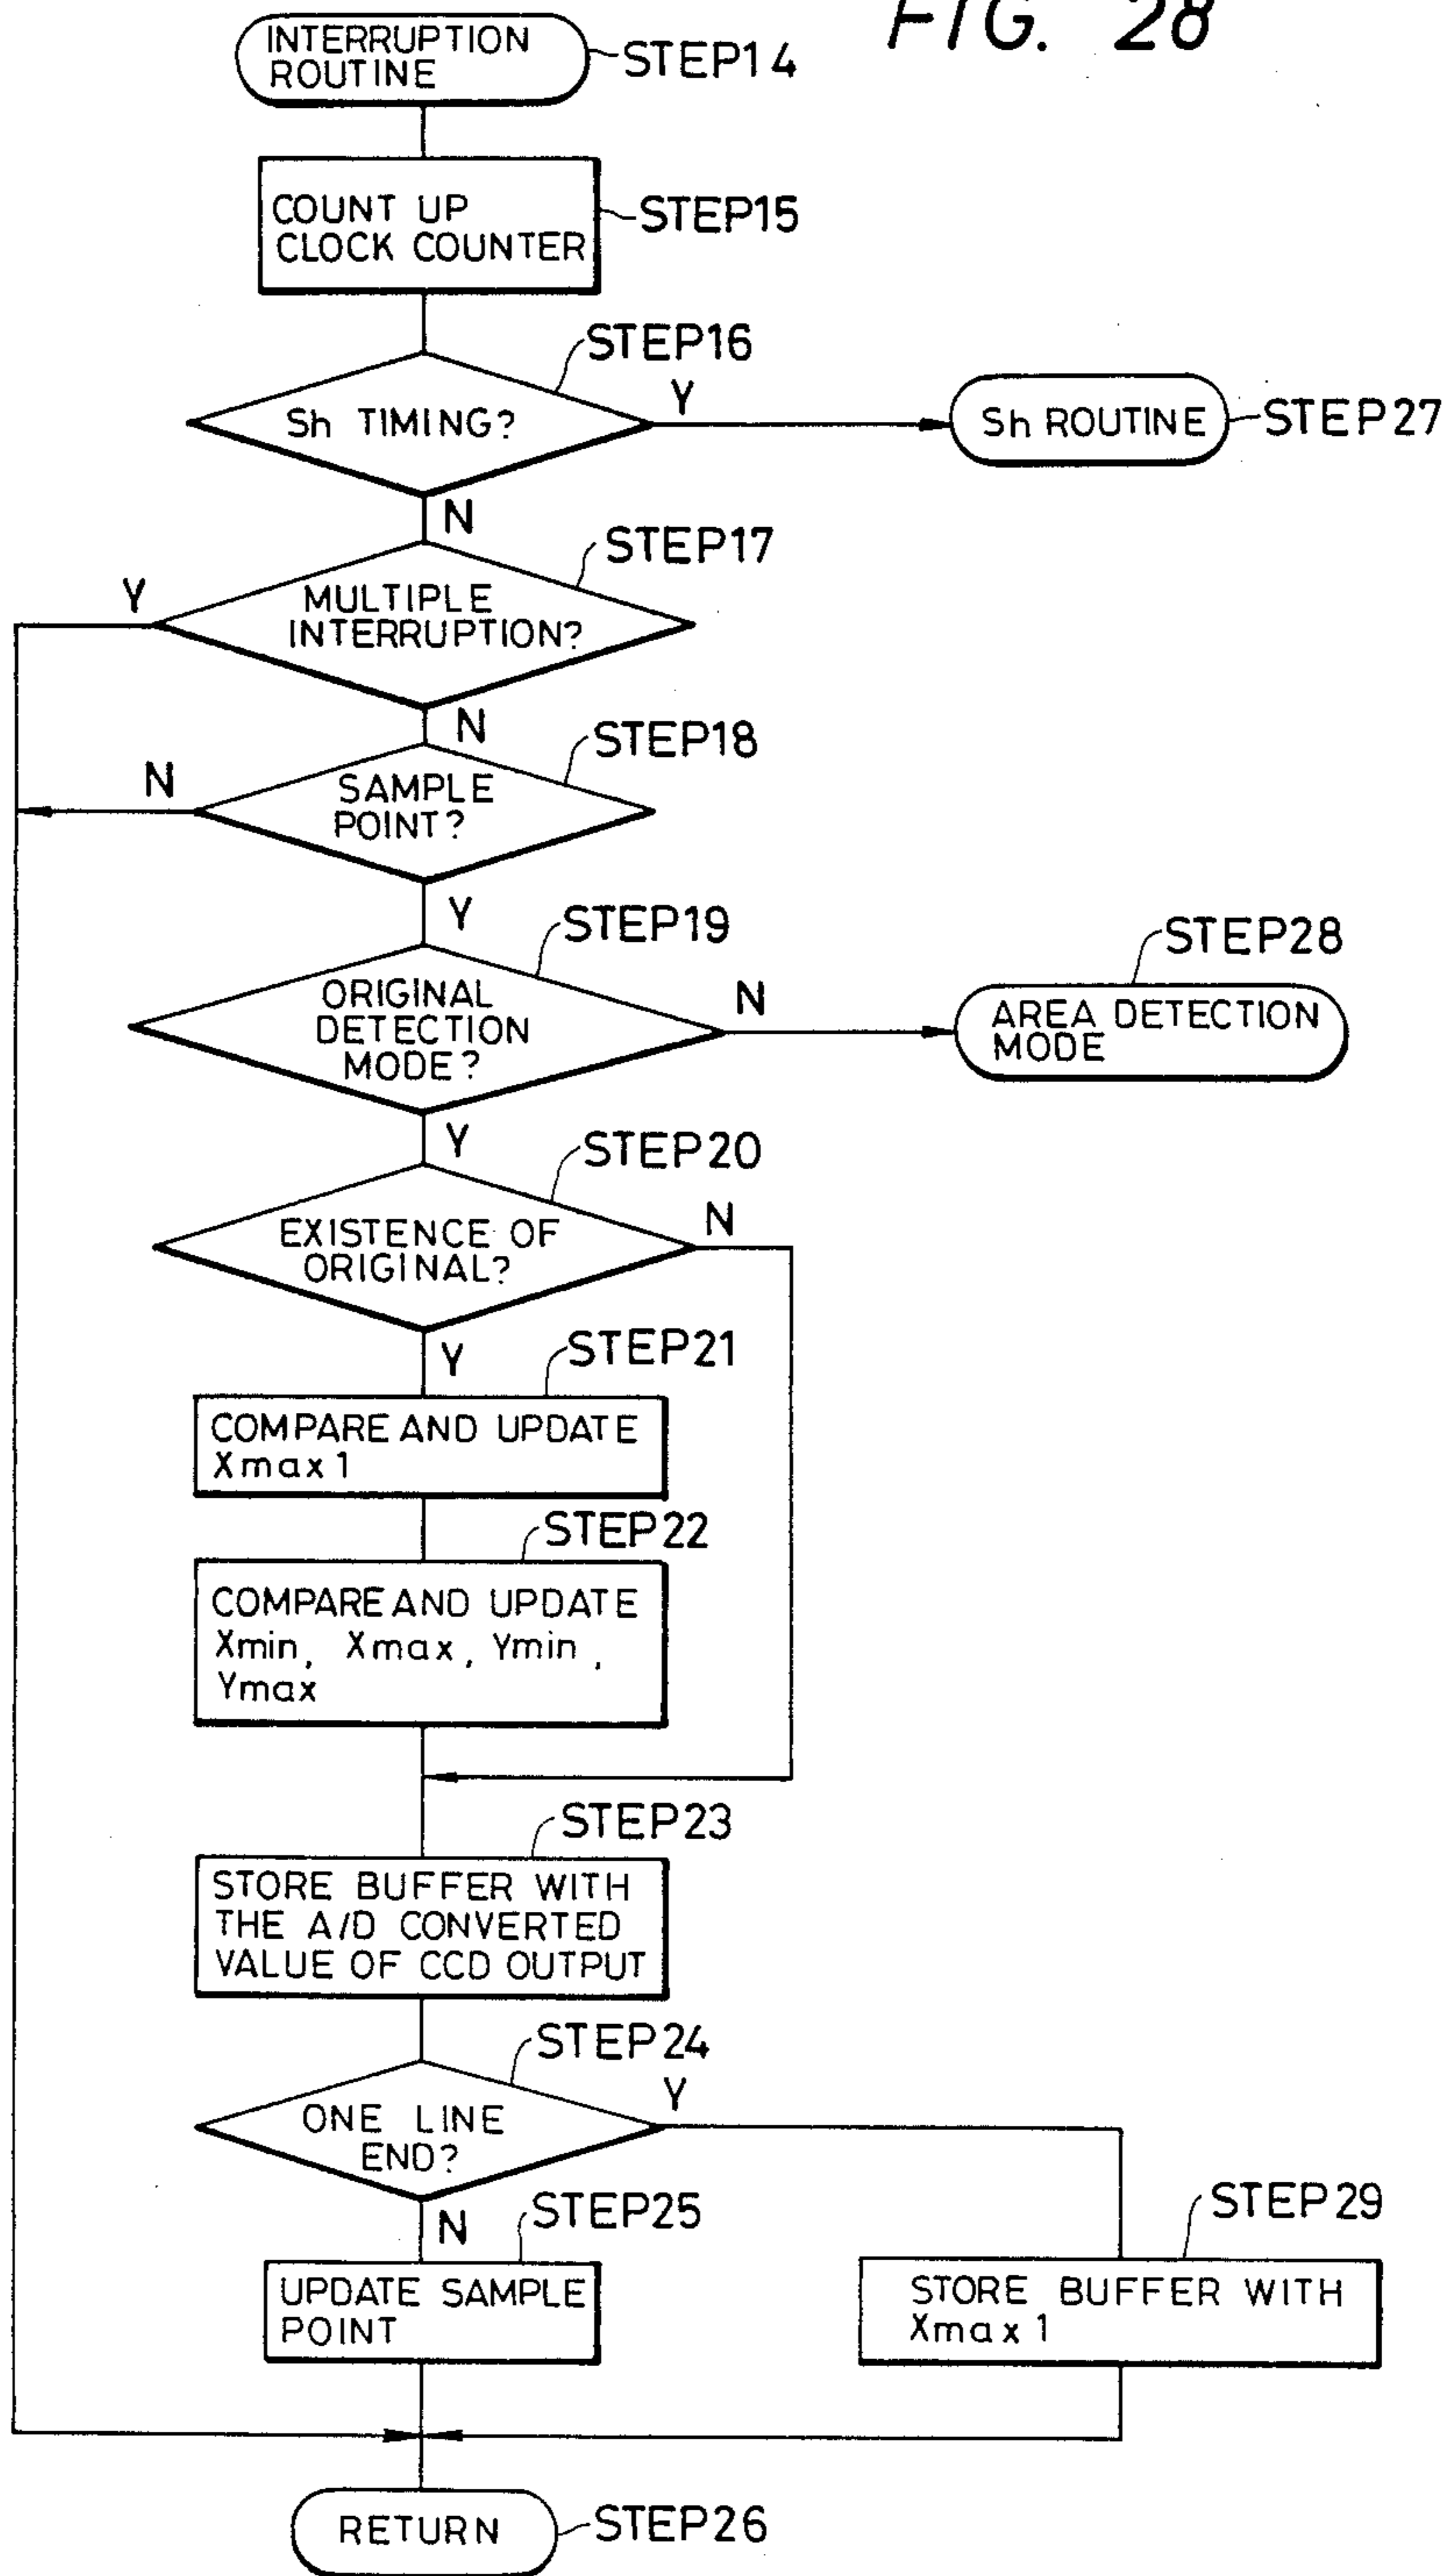 FIG. 28
INTERRUPTION
ROUTINE
STEP14
COUNT UP
CLOCK COUNTER
STEP15
STEP16
Sh TIMING?
Y
Sh ROUTINE
STEP27
N
STEP17
Y
MULTIPLE
INTERRUPTION?
N
STEP18
N
SAMPLE
POINT?
Y
STEP19
ORIGINAL
DETECTION
MODE?
N
STEP28
AREA DETECTION
MODE
Y
STEP20
EXISTENCE OF
ORIGINAL?
N
Y
STEP21
COMPARE AND UPDATE
Xmax1
STEP22
COMPARE AND UPDATE
Xmin, Xmax, Ymin,
Ymax
STEP23
STORE BUFFER WITH
THE A/D CONVERTED
VALUE OF CCD OUTPUT
STEP24
ONE LINE
END?
Y
N
STEP25
UPDATE SAMPLE
POINT
STEP29
STORE BUFFER WITH
Xmax1
RETURN
STEP26